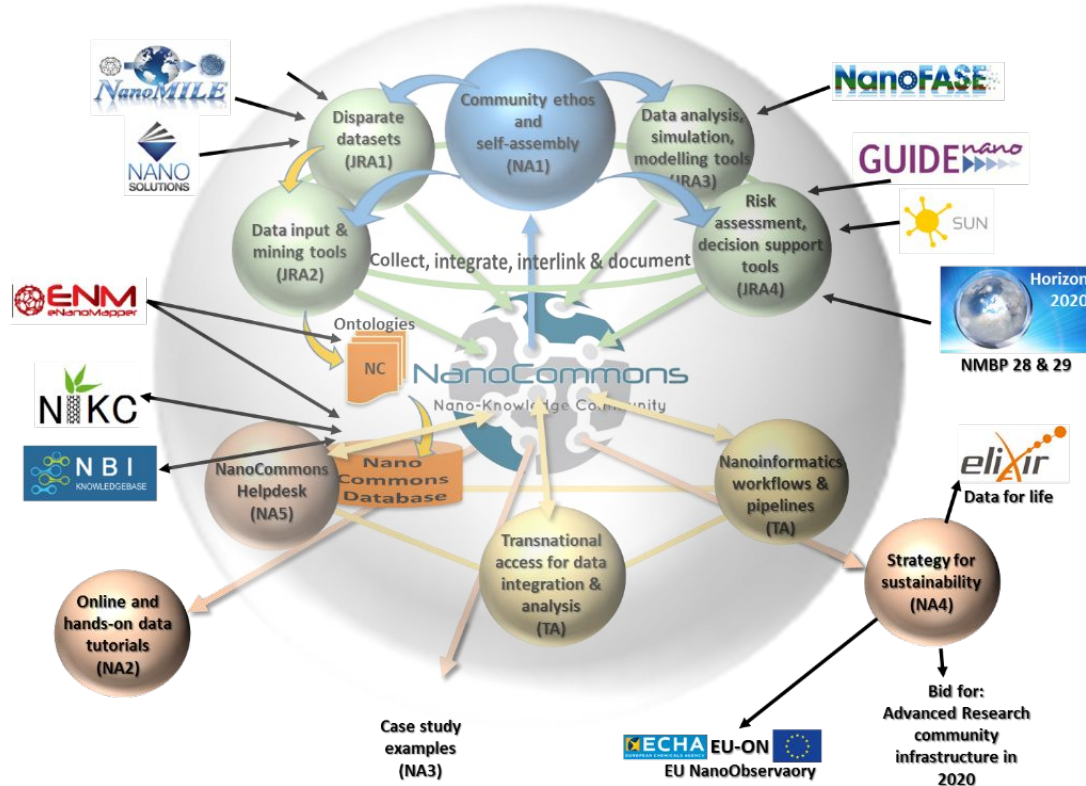 NanoMILE
NANO
SOLUTIONS
Disparate
datasets
(JRA1)
Community ethos
and
self-assembly
(NA1)
Data analysis,
simulation,
modelling tools
(JRA3)
NanoFASE
GUIDEnano
SUN
Data input &
mining tools
(JRA2)
Risk
assessment,
decision support
tools
(JRA4)
Collect, integrate, interlink & document
Horizon
2020
NMBP 28 & 29
ENM
eNanoMapper
Ontologies
NC
NanoCommons
Nano-Knowledge Community
NIKC
NBI
KNOWLEDGEBASE
NanoCommons
Helpdesk
(NA5)
Nano
Commons
Database
Nanoinformatics
workflows &
pipelines
(TA)
elixir
Data for life
Transnational
access for data
integration &
analysis
(TA)
Strategy for
sustainability
(NA4)
Online and
hands-on data
tutorials
(NA2)
Case study
examples
(NA3)
ECHA
EUROPEAN CHEMICALS AGENCY
EU-ON
EU NanoObservaory
Bid for:
Advanced Research
community
infrastructure in
2020